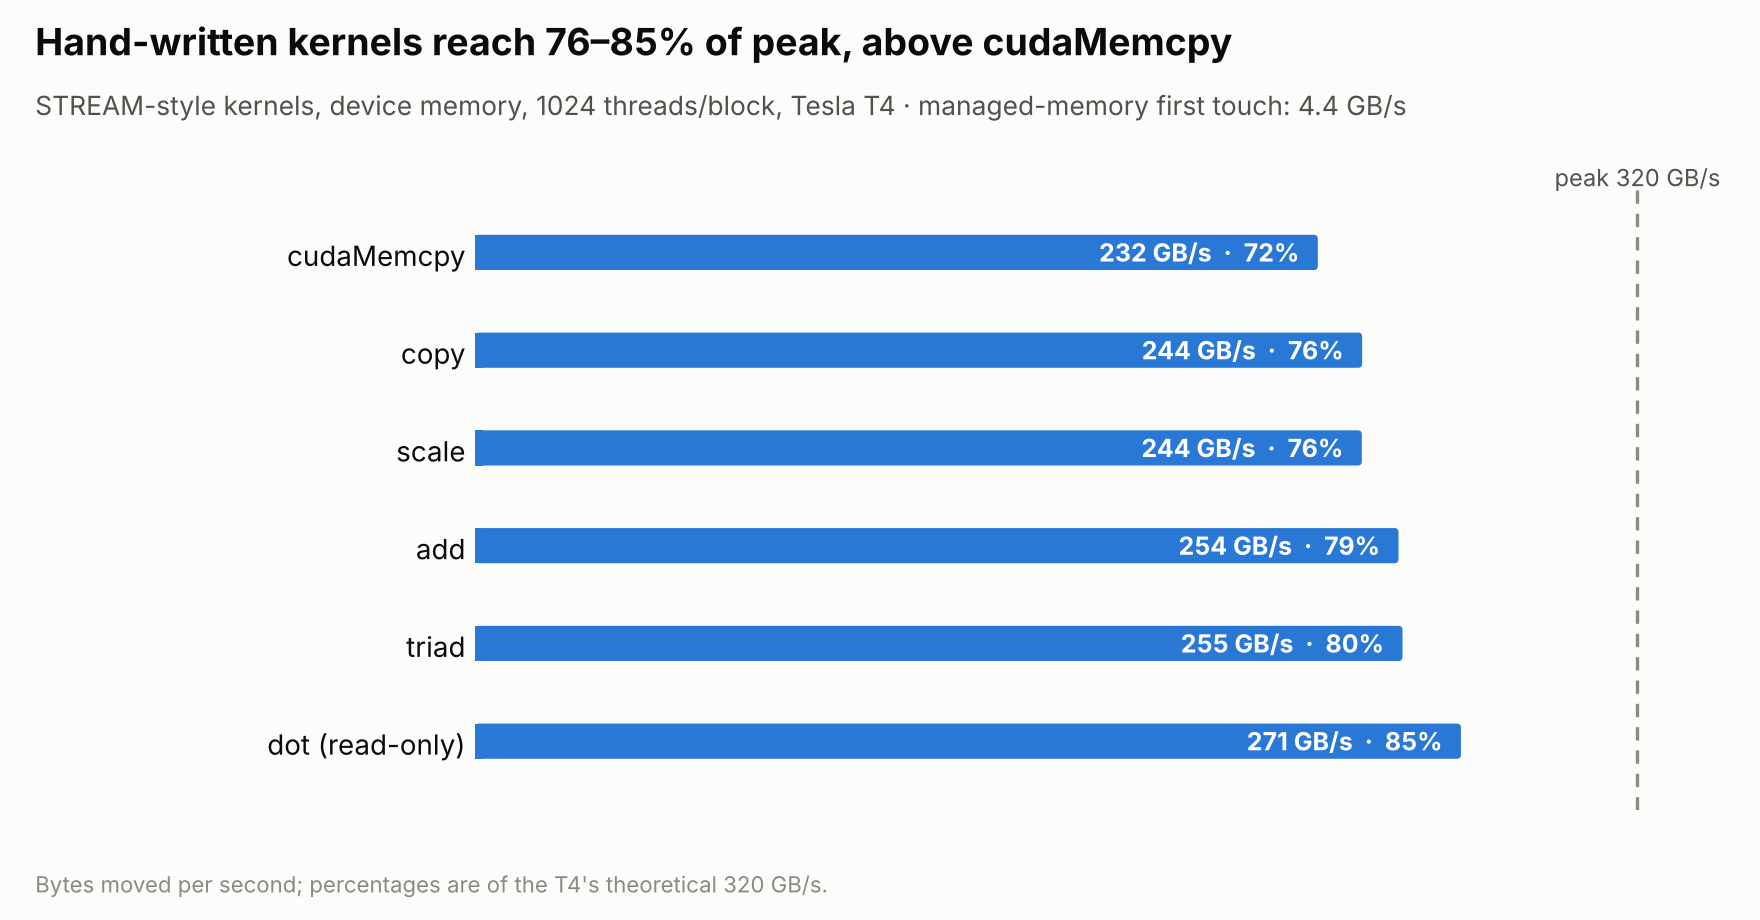 Hand-written kernels reach 76–85% of peak, above cudaMemcpy
STREAM-style kernels, device memory, 1024 threads/block, Tesla T4 · managed-memory first touch: 4.4 GB/s
peak 320 GB/s
cudaMemcpy 232 GB/s · 72%
copy 244 GB/s · 76%
scale 244 GB/s · 76%
add 254 GB/s · 79%
triad 255 GB/s · 80%
dot (read-only) 271 GB/s · 85%
Bytes moved per second; percentages are of the T4's theoretical 320 GB/s.